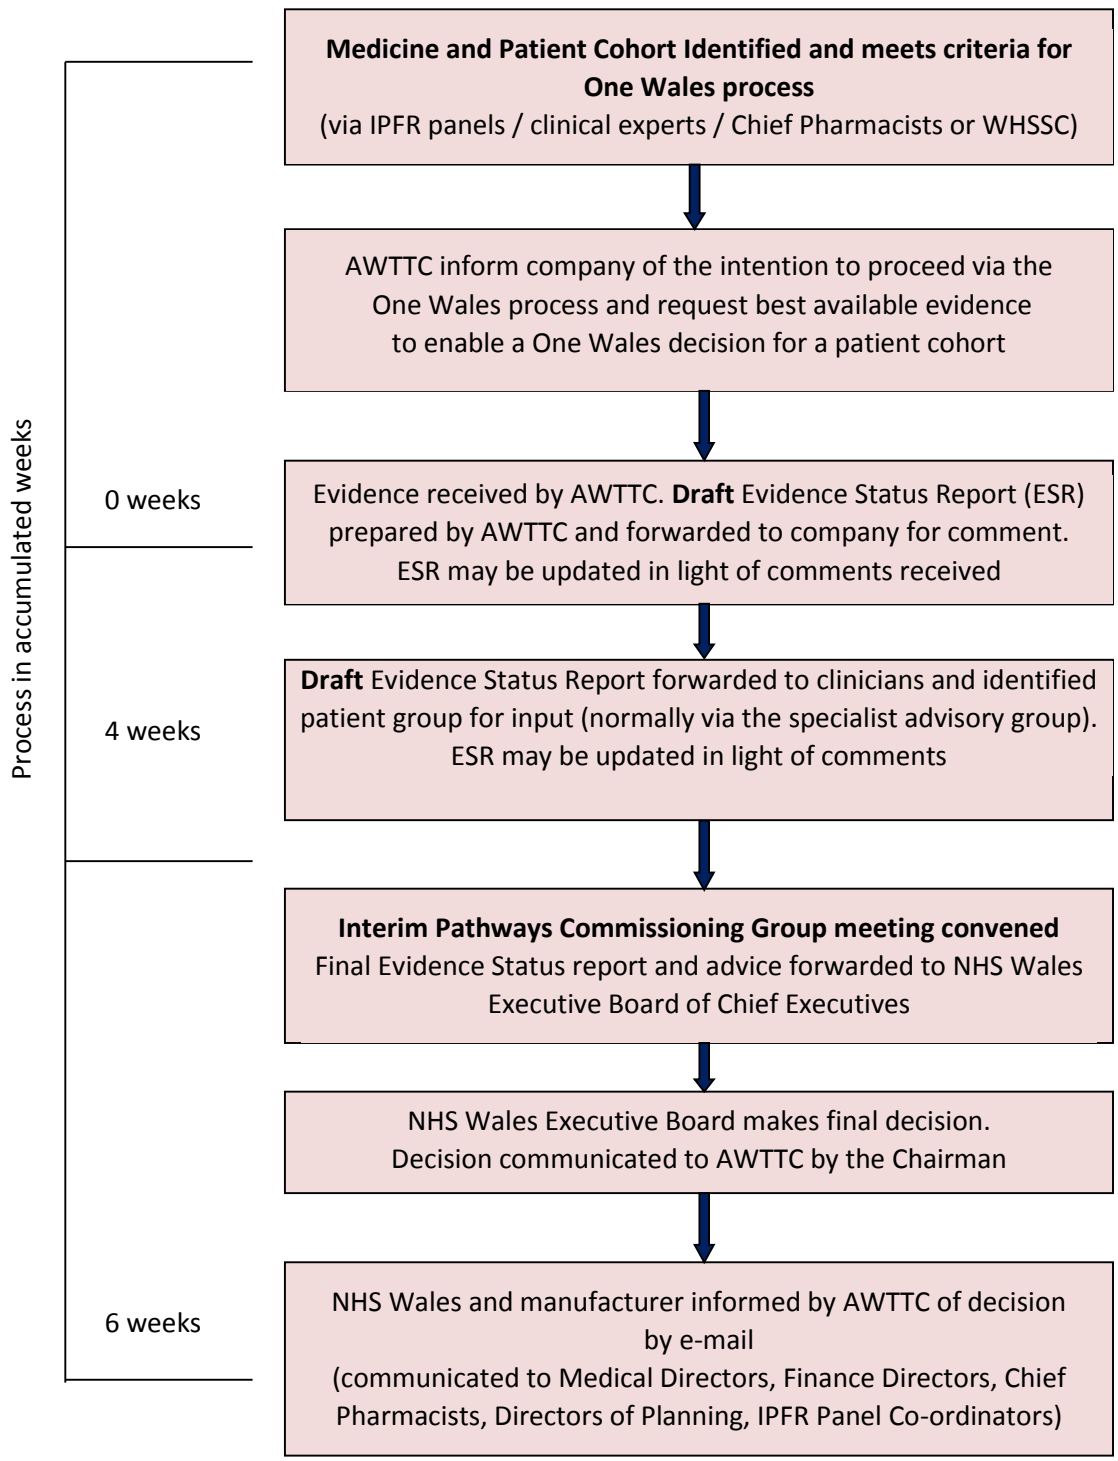 Medicine and Patient Cohort Identified and meets criteria for
One Wales process
(via IPFR panels / clinical experts / Chief Pharmacists or WHSSC)
AWTTC inform company of the intention to proceed via the
One Wales process and request best available evidence
to enable a One Wales decision for a patient cohort
Process in accumulated weeks
0 weeks
Evidence received by AWTTC. Draft Evidence Status Report (ESR)
prepared by AWTTC and forwarded to company for comment.
ESR may be updated in light of comments received
4 weeks
Draft Evidence Status Report forwarded to clinicians and identified
patient group for input (normally via the specialist advisory group).
ESR may be updated in light of comments
Interim Pathways Commissioning Group meeting convened
Final Evidence Status report and advice forwarded to NHS Wales
Executive Board of Chief Executives
NHS Wales Executive Board makes final decision.
Decision communicated to AWTTC by the Chairman
6 weeks
NHS Wales and manufacturer informed by AWTTC of decision
by e-mail
(communicated to Medical Directors, Finance Directors, Chief
Pharmacists, Directors of Planning, IPFR Panel Co-ordinators)